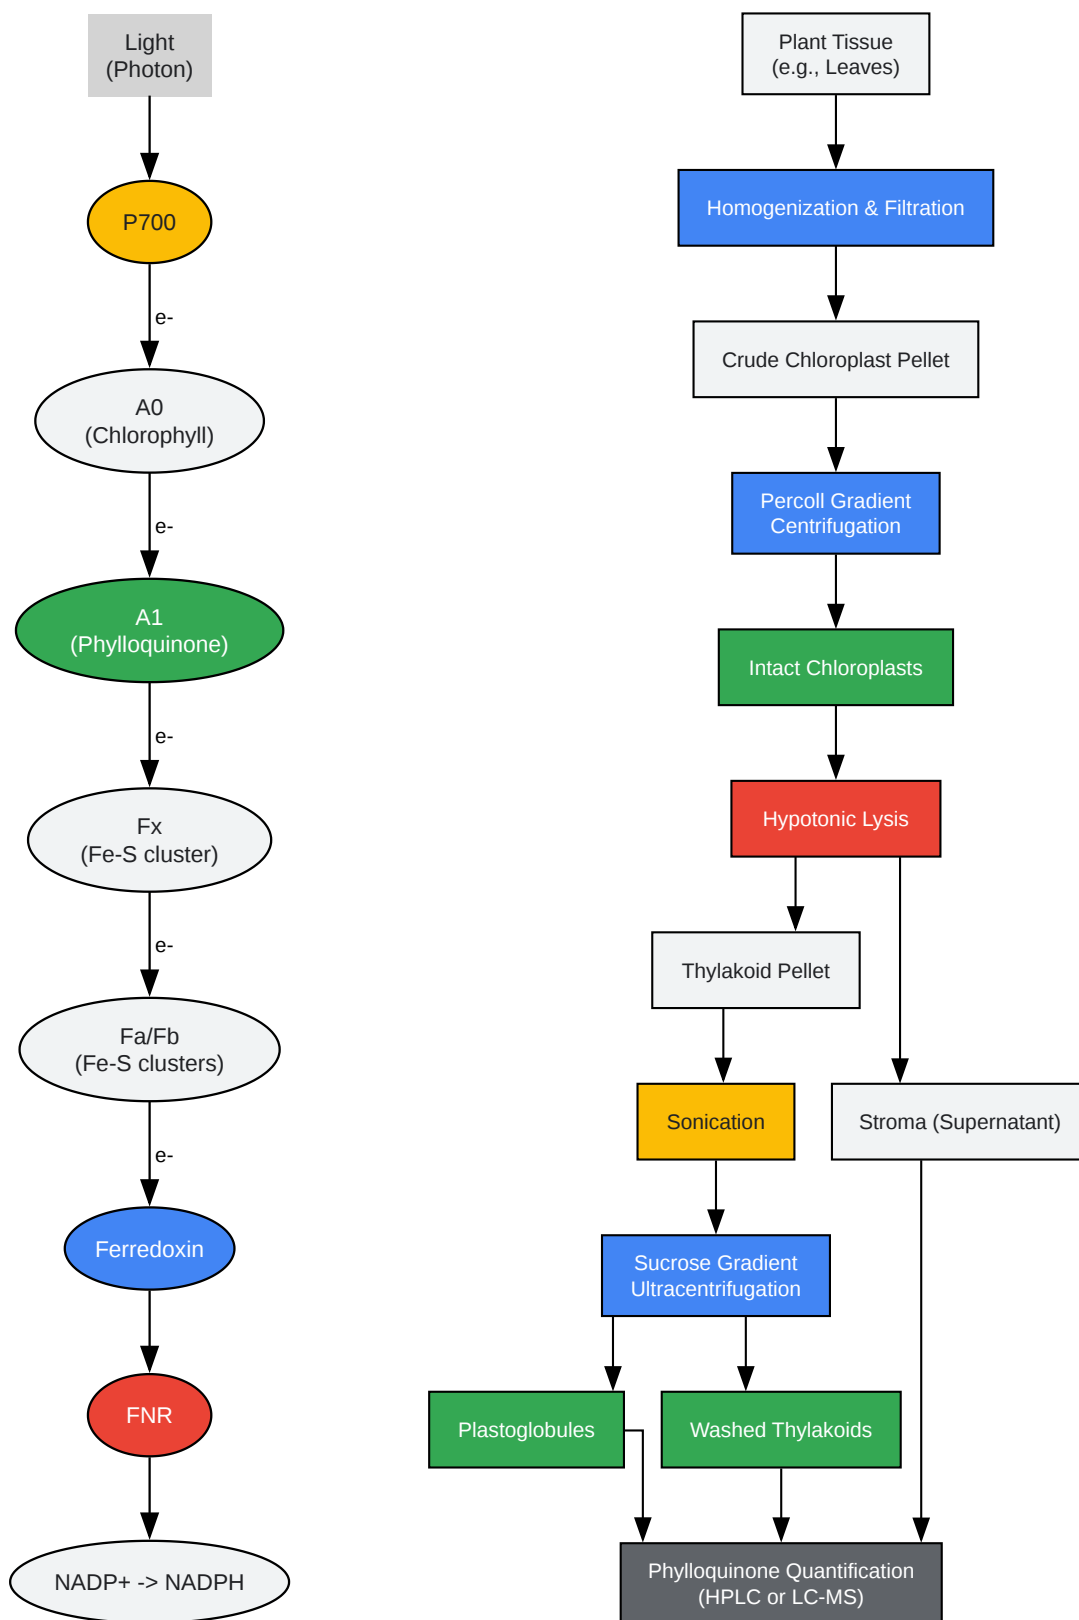 Light
(Photon)
P700
e-
A0
(Chlorophyll)
e-
A1
(Phylloquinone)
e-
Fx
(Fe-S cluster)
e-
Fa/Fb
(Fe-S clusters)
e-
Ferredoxin
FNR
NADP+ -> NADPH
Plant Tissue
(e.g., Leaves)
Homogenization & Filtration
Crude Chloroplast Pellet
Percoll Gradient
Centrifugation
Intact Chloroplasts
Hypotonic Lysis
Thylakoid Pellet
Sonication
Stroma (Supernatant)
Sucrose Gradient
Ultracentrifugation
Plastoglobules
Washed Thylakoids
Phylloquinone Quantification
(HPLC or LC-MS)